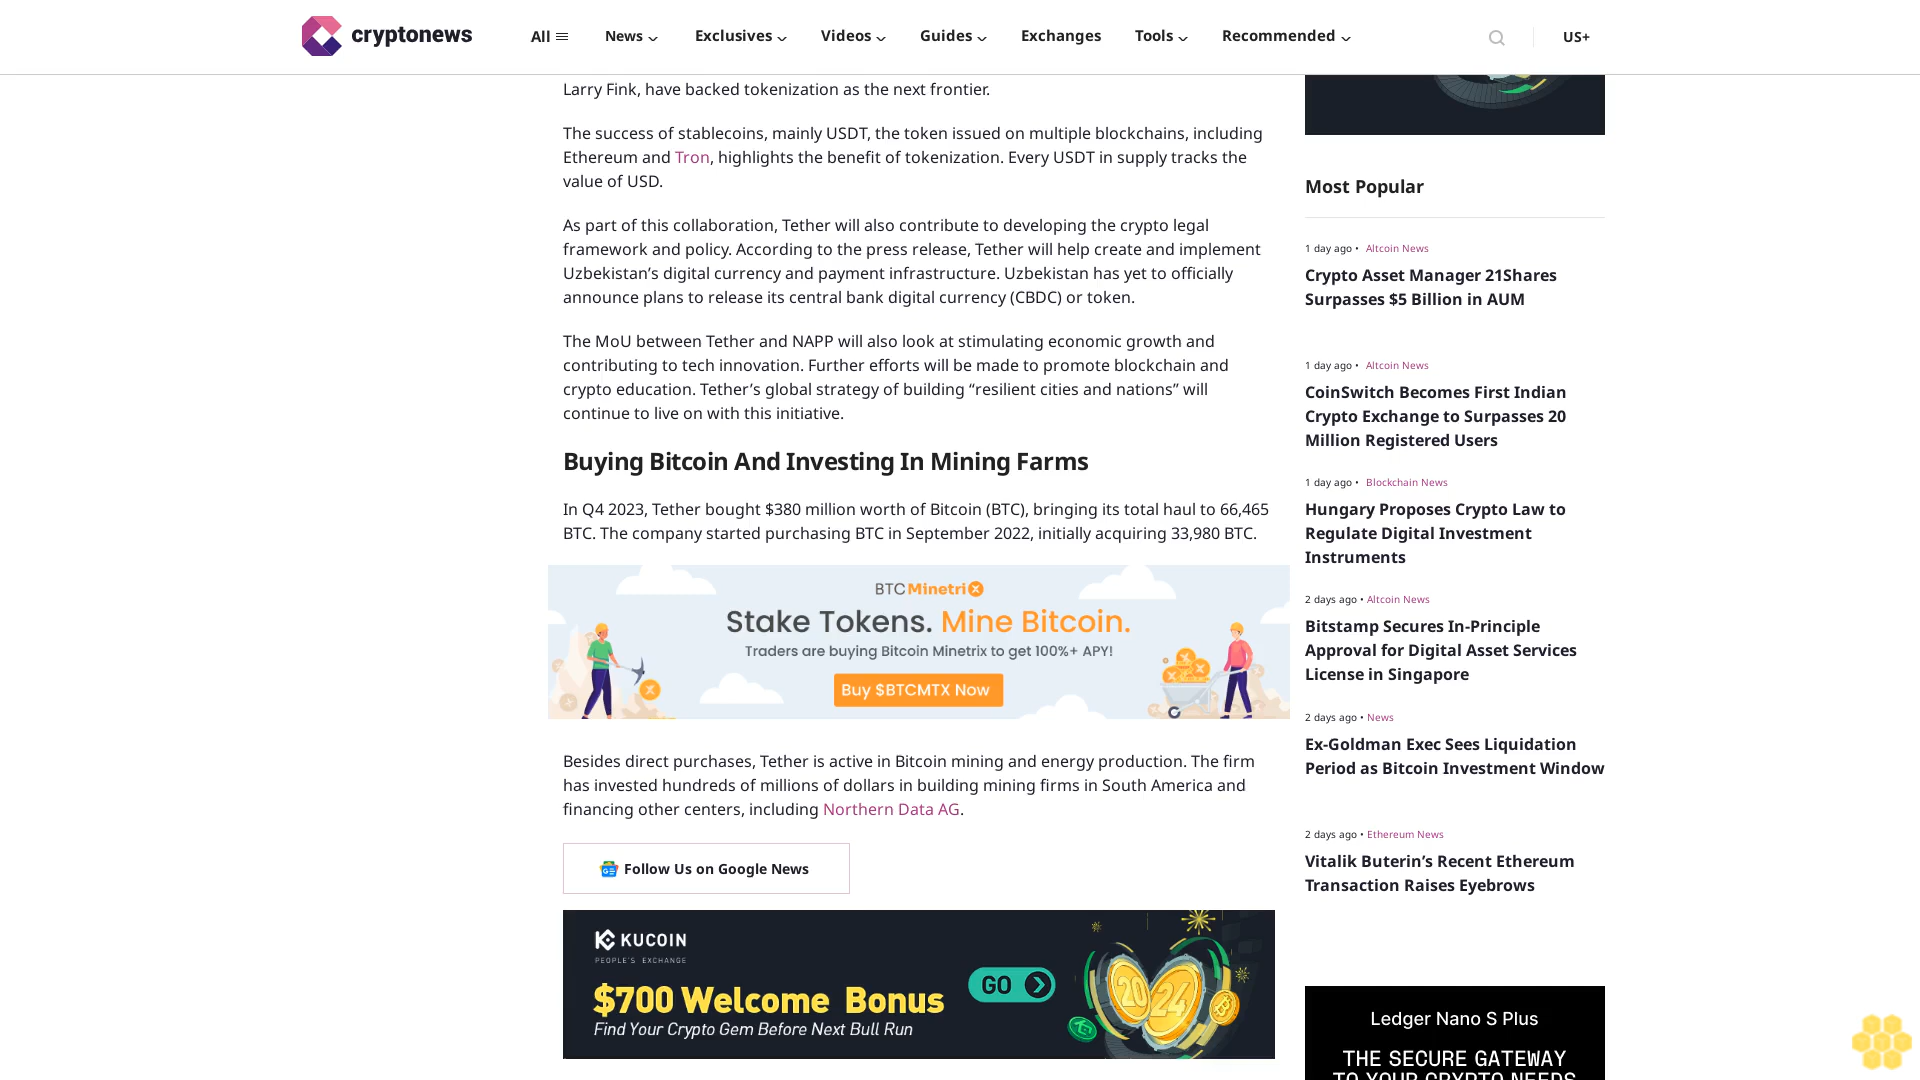 cryptonews
All
News
Exclusives
Videos
Guides
Exchanges
Tools
Recommended
US+
Larry Fink, have backed tokenization as the next frontier.
The success of stablecoins, mainly USDT, the token issued on multiple blockchains, including
Ethereum and Tron, highlights the benefit of tokenization. Every USDT in supply tracks the
value of USD.
As part of this collaboration, Tether will also contribute to developing the crypto legal
framework and policy. According to the press release, Tether will help create and implement
Uzbekistan’s digital currency and payment infrastructure. Uzbekistan has yet to officially
announce plans to release its central bank digital currency (CBDC) or token.
The MoU between Tether and NAPP will also look at stimulating economic growth and
contributing to tech innovation. Further efforts will be made to promote blockchain and
crypto education. Tether’s global strategy of building “resilient cities and nations” will
continue to live on with this initiative.
Buying Bitcoin And Investing In Mining Farms
In Q4 2023, Tether bought $380 million worth of Bitcoin (BTC), bringing its total haul to 66,465
BTC. The company started purchasing BTC in September 2022, initially acquiring 33,980 BTC.
BTC Minetrix
Stake Tokens. Mine Bitcoin.
Traders are buying Bitcoin Minetrix to get 100%+ APY!
Buy $BTCMTX Now
Besides direct purchases, Tether is active in Bitcoin mining and energy production. The firm
has invested hundreds of millions of dollars in building mining firms in South America and
financing other centers, including Northern Data AG.
Follow Us on Google News
KUCOIN
PEOPLE'S EXCHANGE
$700 Welcome Bonus
Find Your Crypto Gem Before Next Bull Run
GO
20
24
Most Popular
1 day ago • Altcoin News
Crypto Asset Manager 21Shares
Surpasses $5 Billion in AUM
1 day ago • Altcoin News
CoinSwitch Becomes First Indian
Crypto Exchange to Surpasses 20
Million Registered Users
1 day ago • Blockchain News
Hungary Proposes Crypto Law to
Regulate Digital Investment
Instruments
2 days ago • Altcoin News
Bitstamp Secures In-Principle
Approval for Digital Asset Services
License in Singapore
2 days ago • News
Ex-Goldman Exec Sees Liquidation
Period as Bitcoin Investment Window
2 days ago • Ethereum News
Vitalik Buterin’s Recent Ethereum
Transaction Raises Eyebrows
Ledger Nano S Plus
THE SECURE GATEWAY
TO YOUR CRYPTO NEEDS